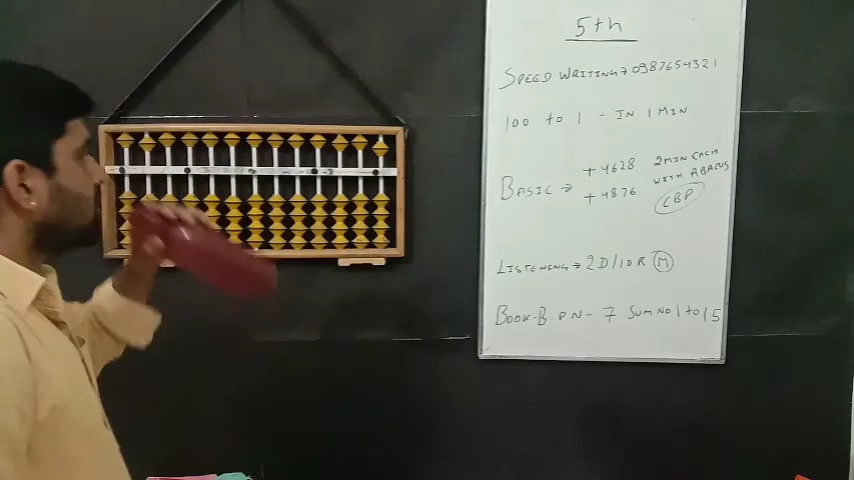 5th
SPEED WRITING → 0987654321
100 to 1 - IN 1 MIN
BASIC → +4628
+4876
2MIN EACH
WITH ABACUS
CBP
LISTENING → 2D/10R M
BOOK-B. PN- 7 SUM NO 1 to 15